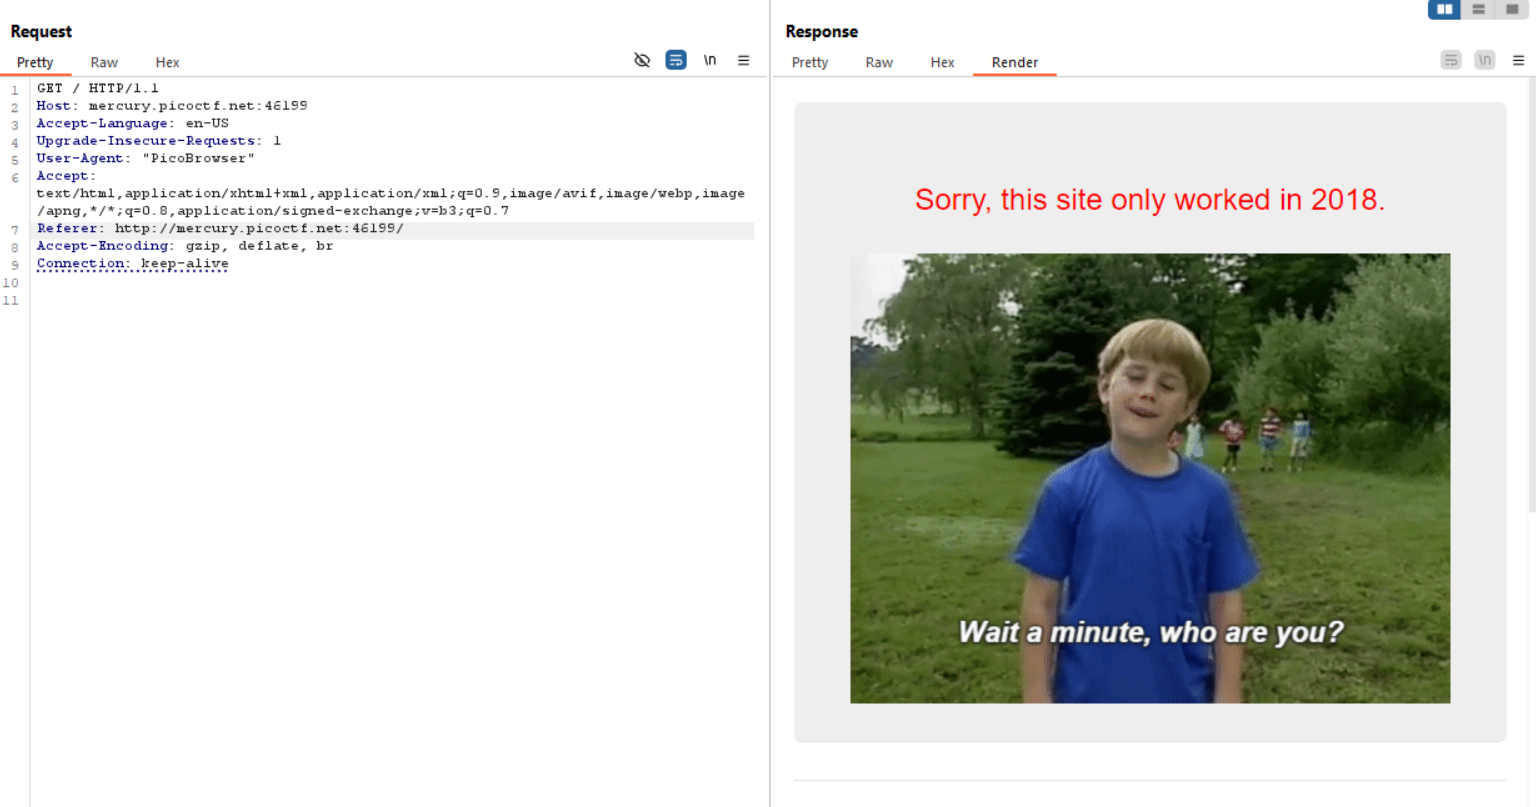 Request
Pretty Raw Hex
\n
1 GET / HTTP/1.1
2 Host: mercury.picoctf.net:46199
3 Accept-Language: en-US
4 Upgrade-Insecure-Requests: 1
5 User-Agent: "PicoBrowser"
6 Accept:
text/html,application/xhtml+xml,application/xml;q=0.9,image/avif,image/webp,image
/apng,*/*;q=0.8,application/signed-exchange;v=b3;q=0.7
7 Referer: http://mercury.picoctf.net:46199/
8 Accept-Encoding: gzip, deflate, br
9 Connection: keep-alive
10
11
Response
Pretty Raw Hex Render
\n
Sorry, this site only worked in 2018.
Wait a minute, who are you?